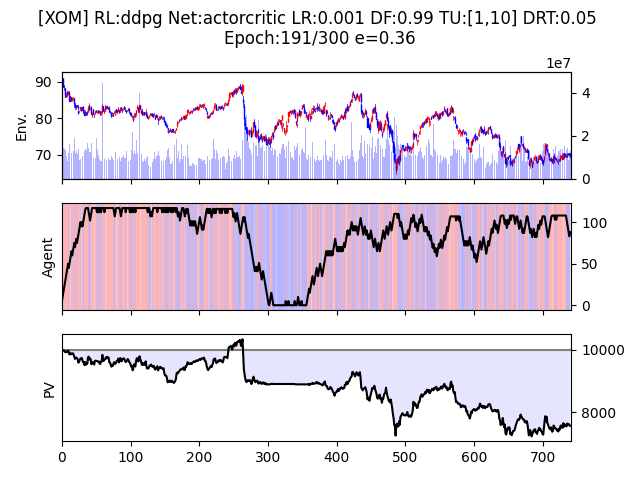 [XOM] RL:ddpg Net:actorcritic LR:0.001 DF:0.99 TU:[1,10] DRT:0.05
Epoch:191/300 e=0.36
1e7
90
80
70
Env.
4
2
0
Agent
100
50
0
PV
10000
8000
0 100 200 300 400 500 600 700